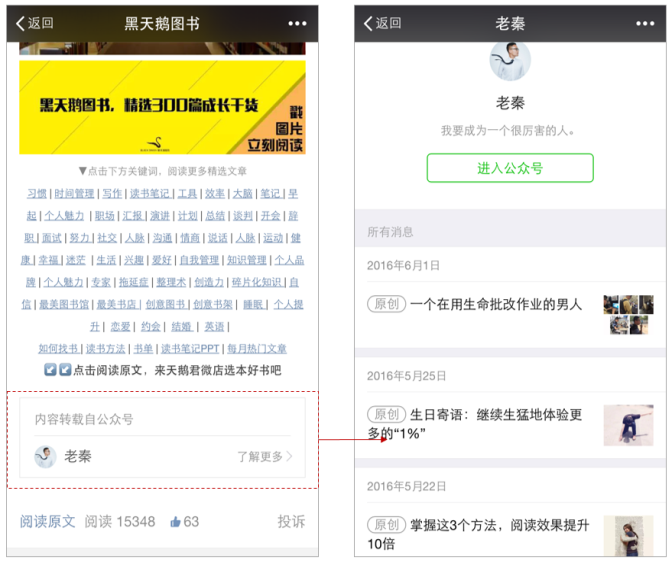 返回
黑天鹅图书
黑天鹅图书，精选300篇成长干货
戳
图片
立刻阅读
▼点击下方关键词，阅读更多精选文章
习惯 | 时间管理 | 写作 | 读书笔记 | 工具 | 效率 | 大脑 | 笔记 | 早
起 | 个人魅力 | 职场 | 汇报 | 演讲 | 计划 | 总结 | 谈判 | 开会 | 辞
职 | 面试 | 努力 | 社交 | 人脉 | 沟通 | 情商 | 说话 | 人脉 | 运动 | 健
康 | 幸福 | 迷茫 | 生活 | 兴趣 | 爱好 | 自我管理 | 知识管理 | 个人品
牌 | 个人魅力 | 专家 | 拖延症 | 整理术 | 创造力 | 碎片化知识 | 自
信 | 最美图书馆 | 最美书店 | 创意图书 | 创意书架 | 睡眠 | 个人提
升 | 恋爱 | 约会 | 结婚 | 英语 |
如何找书 | 读书方法 | 书单 | 读书笔记PPT | 每月热门文章
↙↙点击阅读原文，来天鹅君微店选本好书吧
内容转载自公众号
老秦
了解更多
阅读原文 阅读 15348 63 投诉
返回
老秦
老秦
我要成为一个很厉害的人。
进入公众号
所有消息
2016年6月1日
原创 一个在用生命批改作业的男人
2016年5月25日
原创 生日寄语：继续生猛地体验更
多的“1%”
2016年5月22日
原创 掌握这3个方法，阅读效果提升
10倍